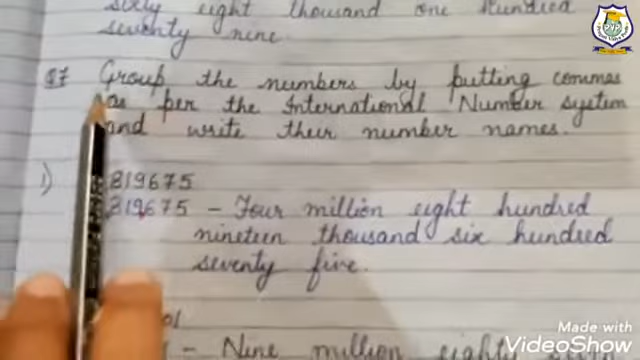 sixty eight thousand one hundred
seventy nine.
Q7 Group the numbers by putting commas
as per the International Number system
and write their number names.
1) 819675
819675 - Four million eight hundred
nineteen thousand six hundred
seventy five.
01
- Nine million eighty
Made with
VideoShow